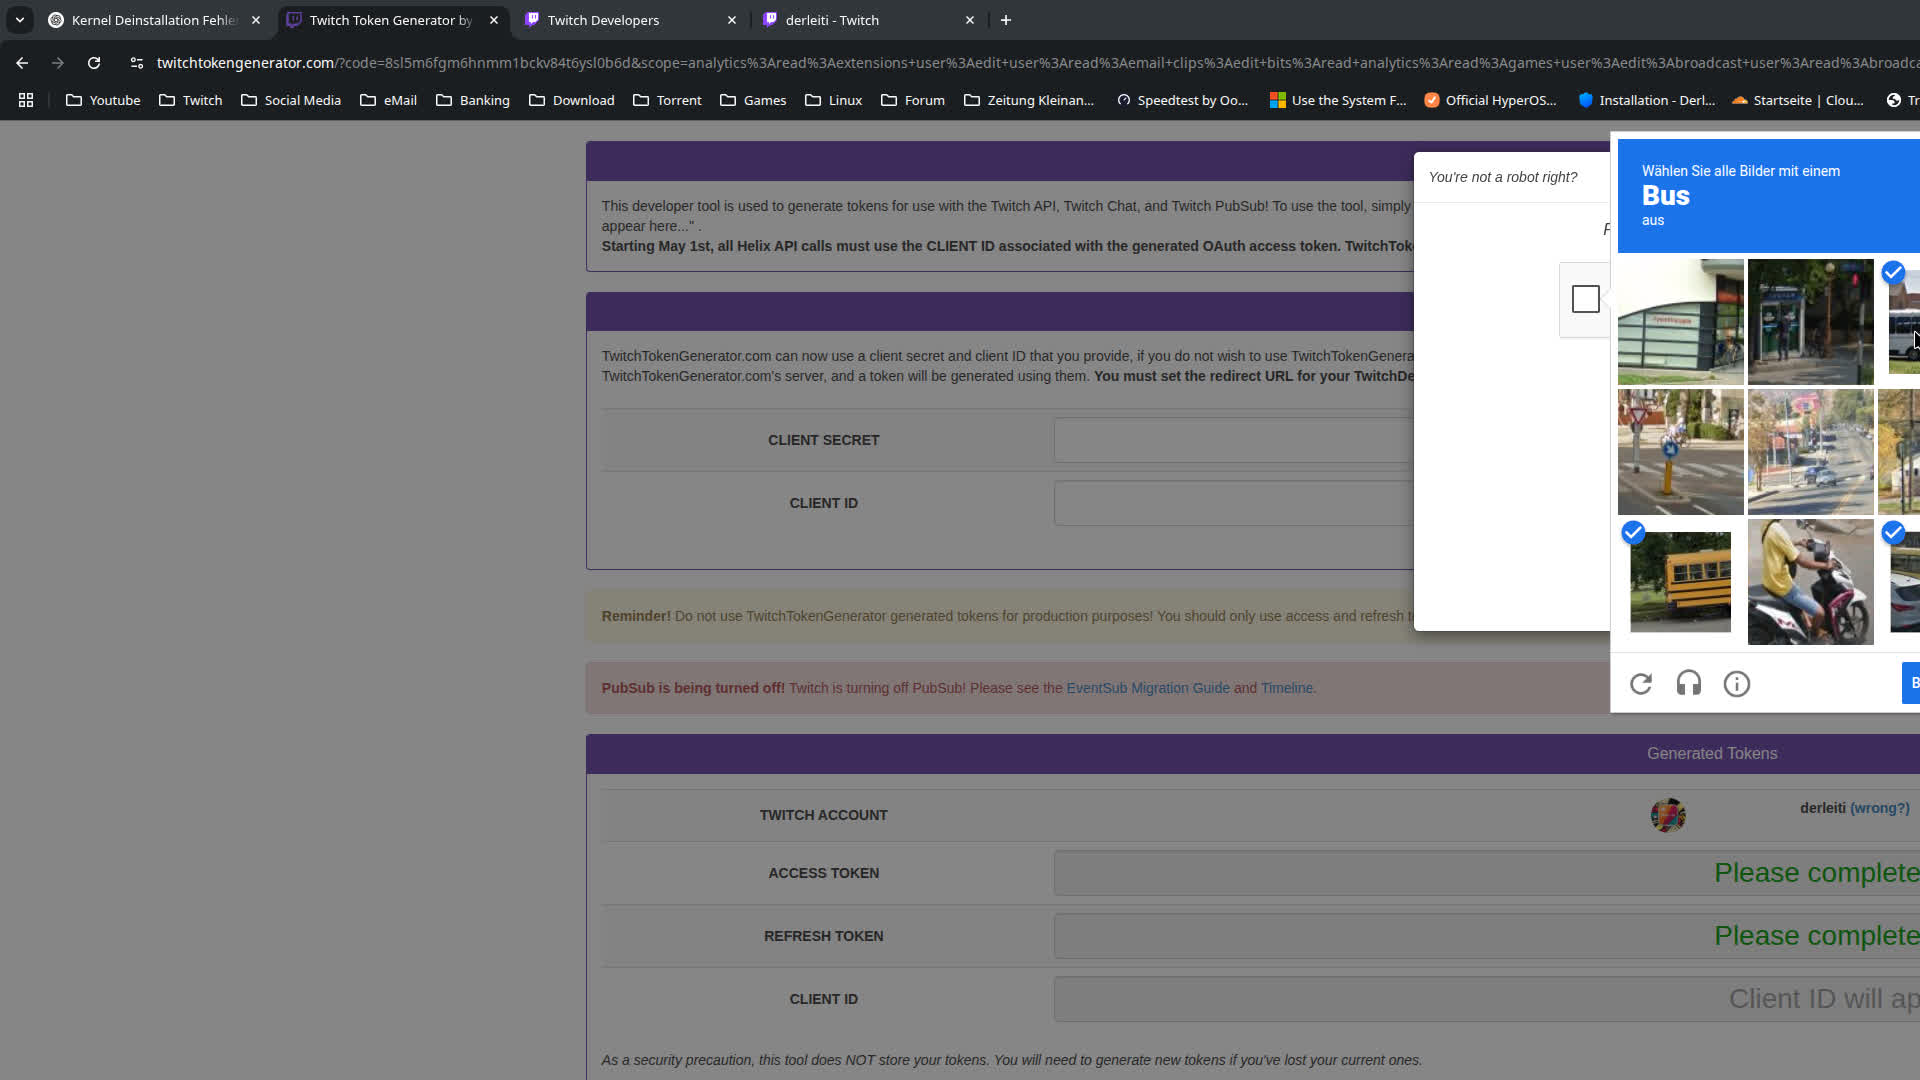 Kernel Deinstallation Fehle
Twitch Token Generator by
Twitch Developers
derleiti - Twitch
twitchtokengenerator.com/?code=8sl5m6fgm6hnmm1bckv84t6ysl0b6d&scope=analytics%3Aread%3Aextensions+user%3Aedit+user%3Aread%3Aemail+clips%3Aedit+bits%3Aread+analytics%3Aread%3Agames+user%3Aedit%3Abroadcast+user%3Aread%3Abroadca
Youtube
Twitch
Social Media
eMail
Banking
Download
Torrent
Games
Linux
Forum
Zeitung Kleinan...
Speedtest by Oo...
Use the System F...
Official HyperOS...
Installation - Derl...
Startseite | Clou...
Tr
You're not a robot right?
Wählen Sie alle Bilder mit einem
Bus
aus
This developer tool is used to generate tokens for use with the Twitch API, Twitch Chat, and Twitch PubSub! To use the tool, simply
appear here..." .
Starting May 1st, all Helix API calls must use the CLIENT ID associated with the generated OAuth access token. TwitchTok
TwitchTokenGenerator.com can now use a client secret and client ID that you provide, if you do not wish to use TwitchTokenGenera
TwitchTokenGenerator.com's server, and a token will be generated using them. You must set the redirect URL for your TwitchDe
CLIENT SECRET
CLIENT ID
Reminder! Do not use TwitchTokenGenerator generated tokens for production purposes! You should only use access and refresh t
PubSub is being turned off! Twitch is turning off PubSub! Please see the EventSub Migration Guide and Timeline.
B
Generated Tokens
TWITCH ACCOUNT
derleiti (wrong?)
ACCESS TOKEN
Please complete
REFRESH TOKEN
Please complete
CLIENT ID
Client ID will ap
As a security precaution, this tool does NOT store your tokens. You will need to generate new tokens if you've lost your current ones.